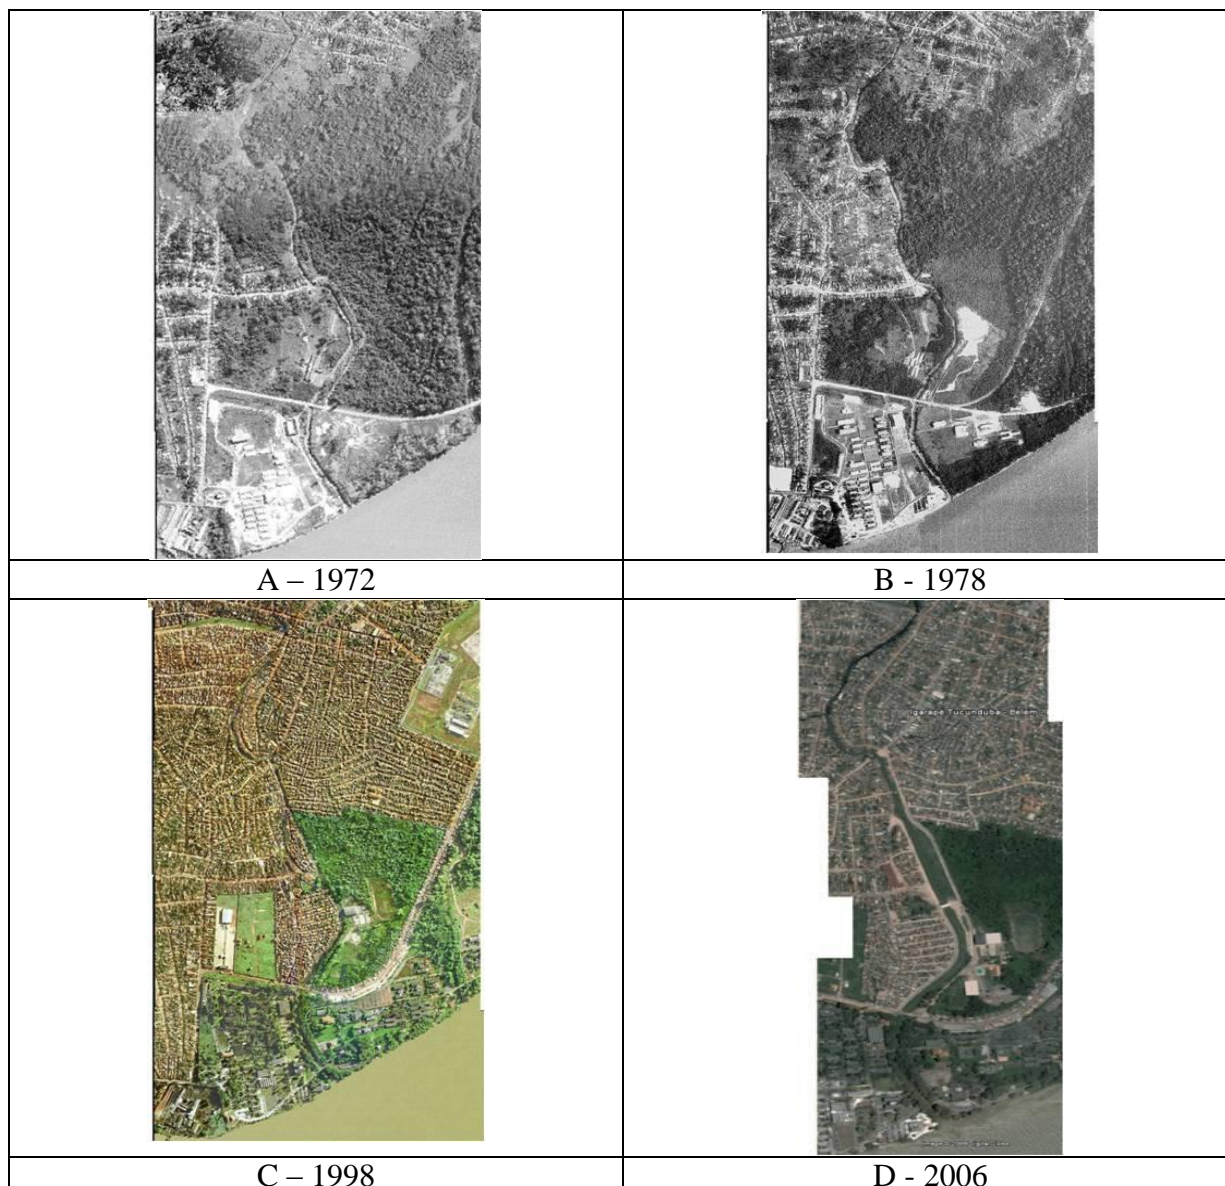 A – 1972
B - 1978
Igarapé Tucunduba - Belém
C – 1998
D - 2006